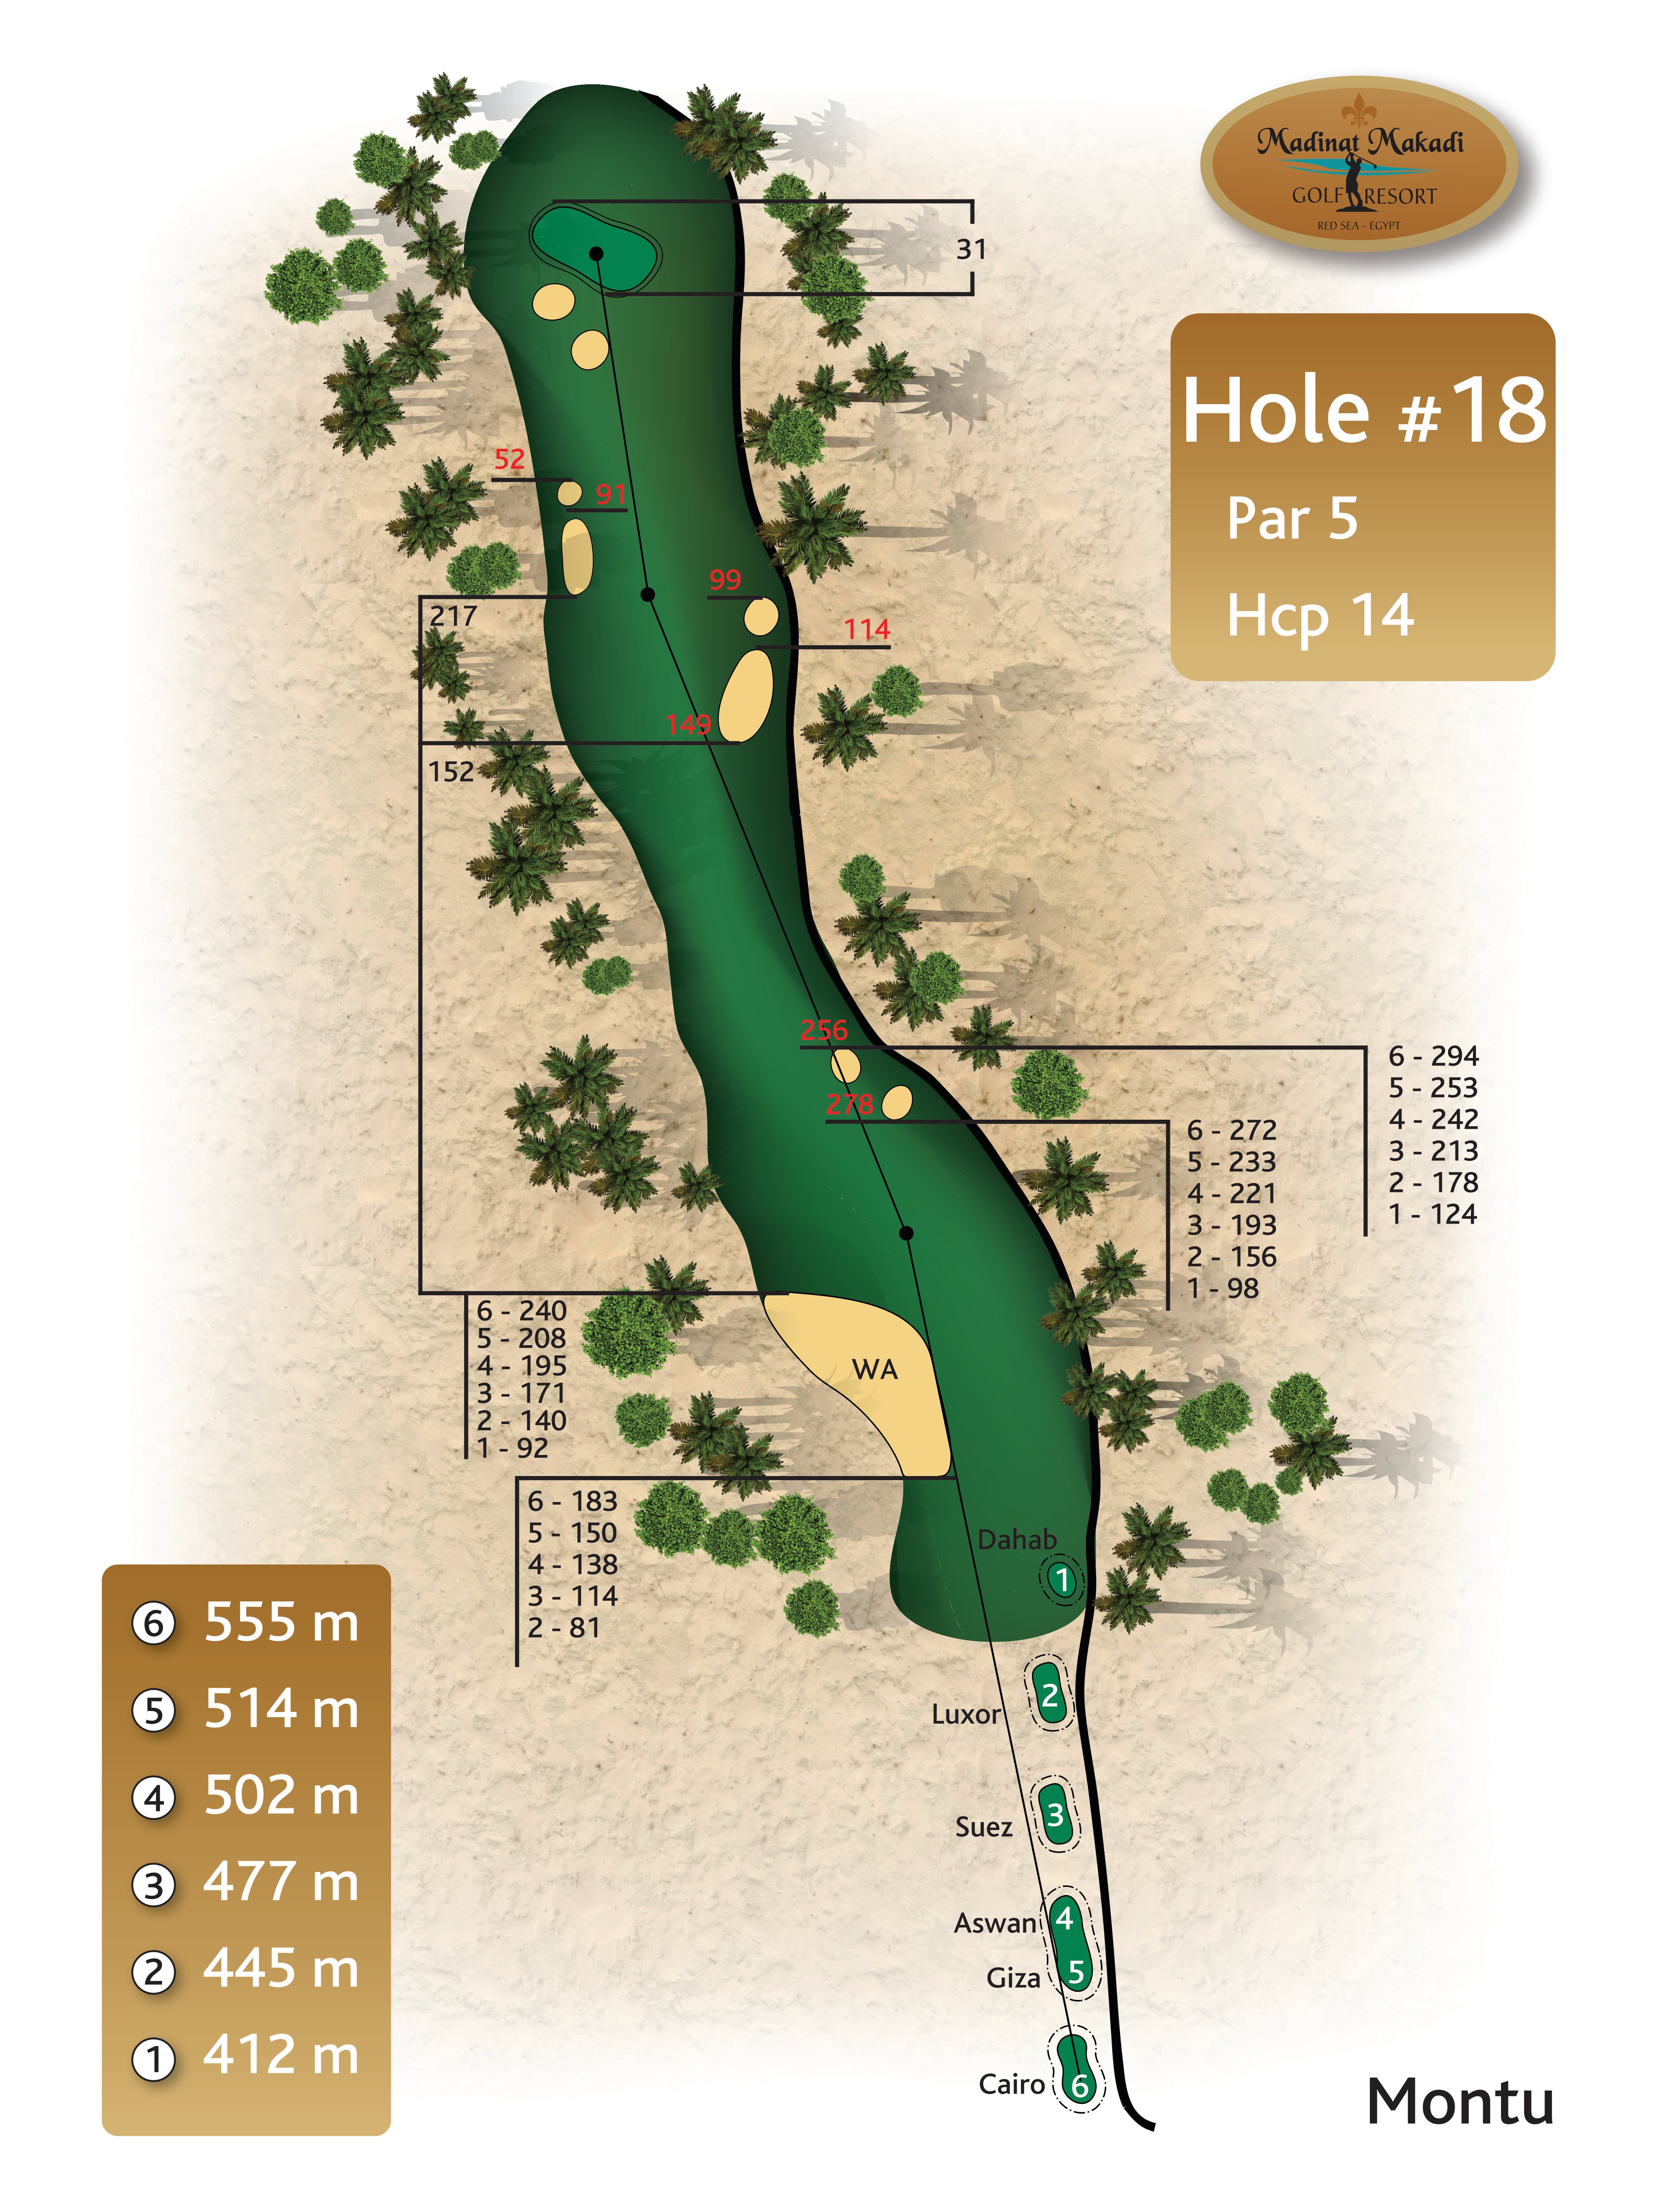 Madinat Makadi
GOLF RESORT
RED SEA - EGYPT
Hole #18
Par 5
Hcp 14
31
52
91
217
99
114
149
152
256
278
6 - 294
5 - 253
4 - 242
3 - 213
2 - 178
1 - 124
6 - 272
5 - 233
4 - 221
3 - 193
2 - 156
1 - 98
6 - 240
5 - 208
4 - 195
3 - 171
2 - 140
1 - 92
WA
6 - 183
5 - 150
4 - 138
3 - 114
2 - 81
Dahab
1
2
Luxor
3
Suez
Aswan
4
Giza
5
Cairo
6
6 555 m
5 514 m
4 502 m
3 477 m
2 445 m
1 412 m
Montu